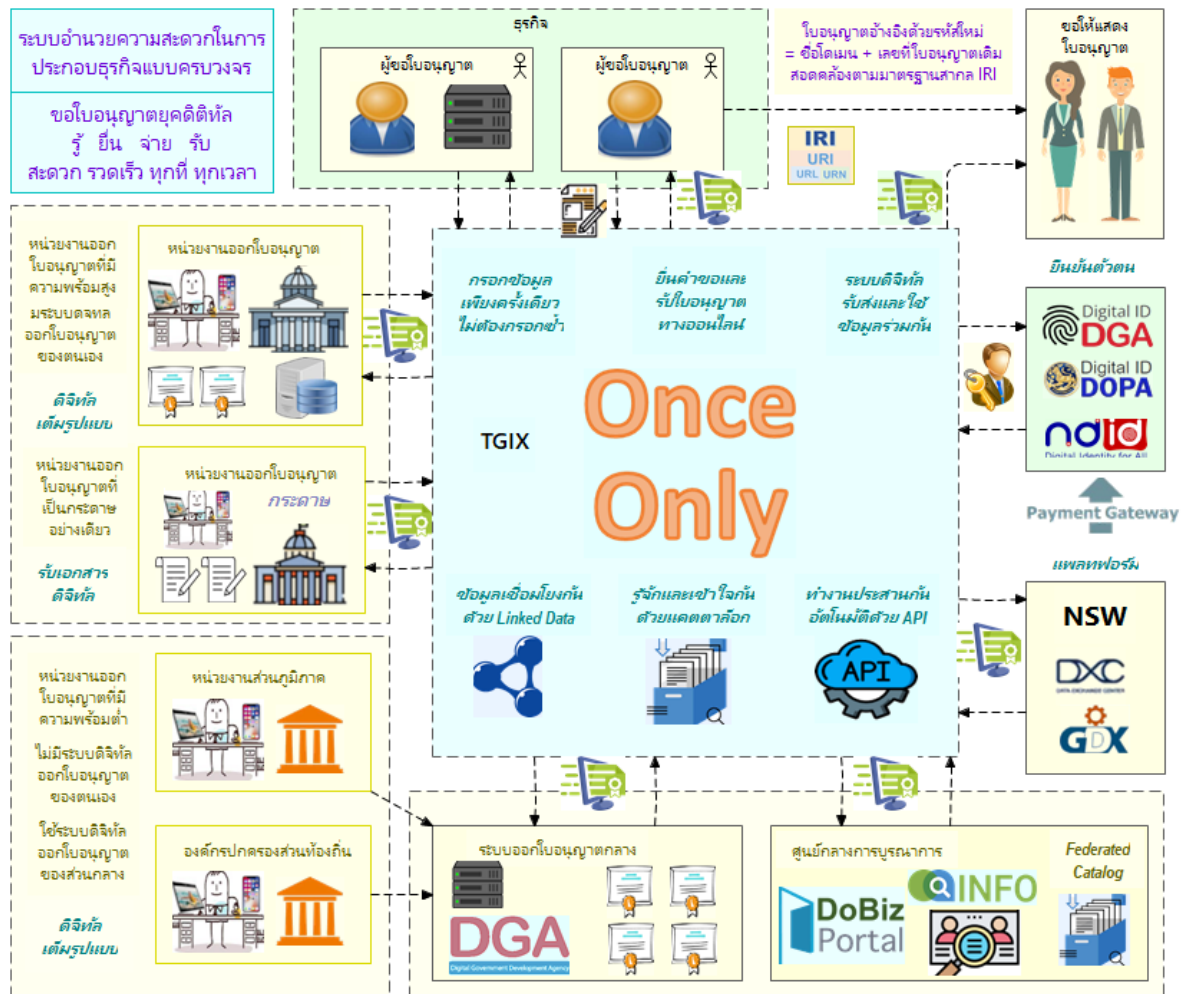 ระบบอำนวยความสะดวกในการ
ประกอบธุรกิจแบบครบวงจร
ขอใบอนุญาตยุคดิติทัล
รู้ ยื่น จ่าย รับ
สะดวก รวดเร็ว ทุกที่ ทุกเวลา
ธุรกิจ
ผู้ขอใบอนุญาต
ผู้ขอใบอนุญาต
ใบอนุญาตอ้างอิงด้วยรหัสใหม่
= ชื่อโดเมน + เลขที่ใบอนุญาตเดิม
สอดคล้องตามมาตรฐานสากล IRI
IRI
URI
URL URN
ขอให้แสดง
ใบอนุญาต
หน่วยงานออก
ใบอนุญาตที่มี
ความพร้อมสูง
มระบบดจทล
ออกใบอนุญาต
ของตนเอง
ดิจิทัล
เต็มรูปแบบ
หน่วยงานออกใบอนุญาต
หน่วยงานออก
ใบอนุญาตที่
เป็นกระดาษ
อย่างเดียว
รับเอกสาร
ดิจิทัล
หน่วยงานออกใบอนุญาต
กระดาษ
กรอกข้อมูล
เพียงครั้งเดียว
ไม่ต้องกรอกซ้ำ
ยื่นคำขอและ
รับใบอนุญาต
ทางออนไลน์
ระบบดิจิทัล
รับส่งและใช้
ข้อมูลร่วมกัน
TGIX
Once
Only
ข้อมูลเชื่อมโยงกัน
ด้วย Linked Data
รู้จักและเข้าใจกัน
ด้วยแคตตาล็อก
ทำงานประสานกัน
อัตโนมัติด้วย API
API
ยืนยันตัวตน
Digital ID
DGA
Digital ID
DOPA
ndid
Digital Identity for All
Payment Gateway
แพลทฟอร์ม
NSW
DXC
DATA EXCHANGE CENTER
GDX
หน่วยงานออก
ใบอนุญาตที่มี
ความพร้อมต่ำ
ไม่มีระบบดิจิทัล
ออกใบอนุญาต
ของตนเอง
ใช้ระบบดิจิทัล
ออกใบอนุญาต
ของส่วนกลาง
ดิจิทัล
เต็มรูปแบบ
หน่วยงานส่วนภูมิภาค
องค์กรปกครองส่วนท้องถิ่น
ระบบออกใบอนุญาตกลาง
DGA
Digital Government Development Agency
ศูนย์กลางการบูรณาการ
DoBiz
Portal
INFO
Federated
Catalog